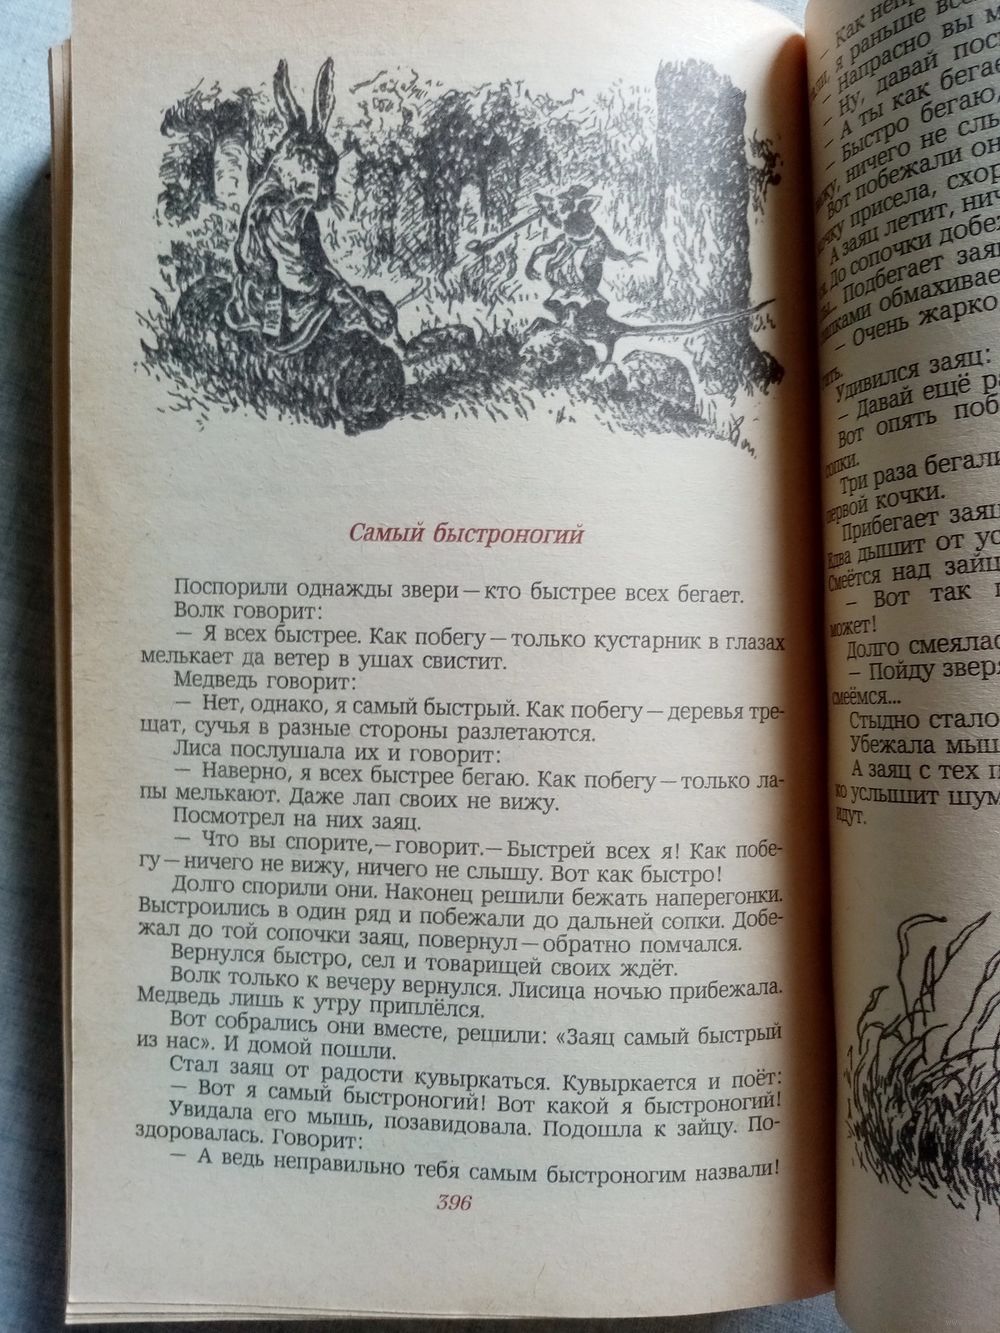 Самый быстроногий
Поспорили однажды звери — кто быстрее всех бегает.
Волк говорит:
— Я всех быстрее. Как побегу — только кустарник в глазах
мелькает да ветер в ушах свистит.
Медведь говорит:
— Нет, однако, я самый быстрый. Как побегу — деревья тре-
щат, сучья в разные стороны разлетаются.
Лиса послушала их и говорит:
— Наверно, я всех быстрее бегаю. Как побегу — только ла-
пы мелькают. Даже лап своих не вижу.
Посмотрел на них заяц.
— Что вы спорите,— говорит.— Быстрей всех я! Как побе-
гу — ничего не вижу, ничего не слышу. Вот как быстро!
Долго спорили они. Наконец решили бежать наперегонки.
Выстроились в один ряд и побежали до дальней сопки. Добе-
жал до той сопочки заяц, повернул — обратно помчался.
Вернулся быстро, сел и товарищей своих ждёт.
Волк только к вечеру вернулся. Лисица ночью прибежала.
Медведь лишь к утру приплёлся.
Вот собрались они вместе, решили: «Заяц самый быстрый
из нас». И домой пошли.
Стал заяц от радости кувыркаться. Кувыркается и поёт:
— Вот я самый быстроногий! Вот какой я быстроногий!
Увидала его мышь, позавидовала. Подошла к зайцу. По-
здоровалась. Говорит:
— А ведь неправильно тебя самым быстроногим назвали!
396
— Как
я раньше
— Напрасно вы
— Ну, давай
— А ты как
— Быстро бегаю,
ничего не
Вот побежали
присела,
А заяц летит,
До сопочки
Подбегает
обмахивае
— Очень жарко
Удивился заяц:
— Давай ещё
Вот опять
сопки.
Три раза бегали
первой кочки.
Прибегает заяц
Едва дышит от
Смеётся над
— Вот так
может!
Долго смеялас
— Пойду
смеёмся...
Стыдно стало
Убежала мыш
А заяц с тех
ко услышит шум
идут.